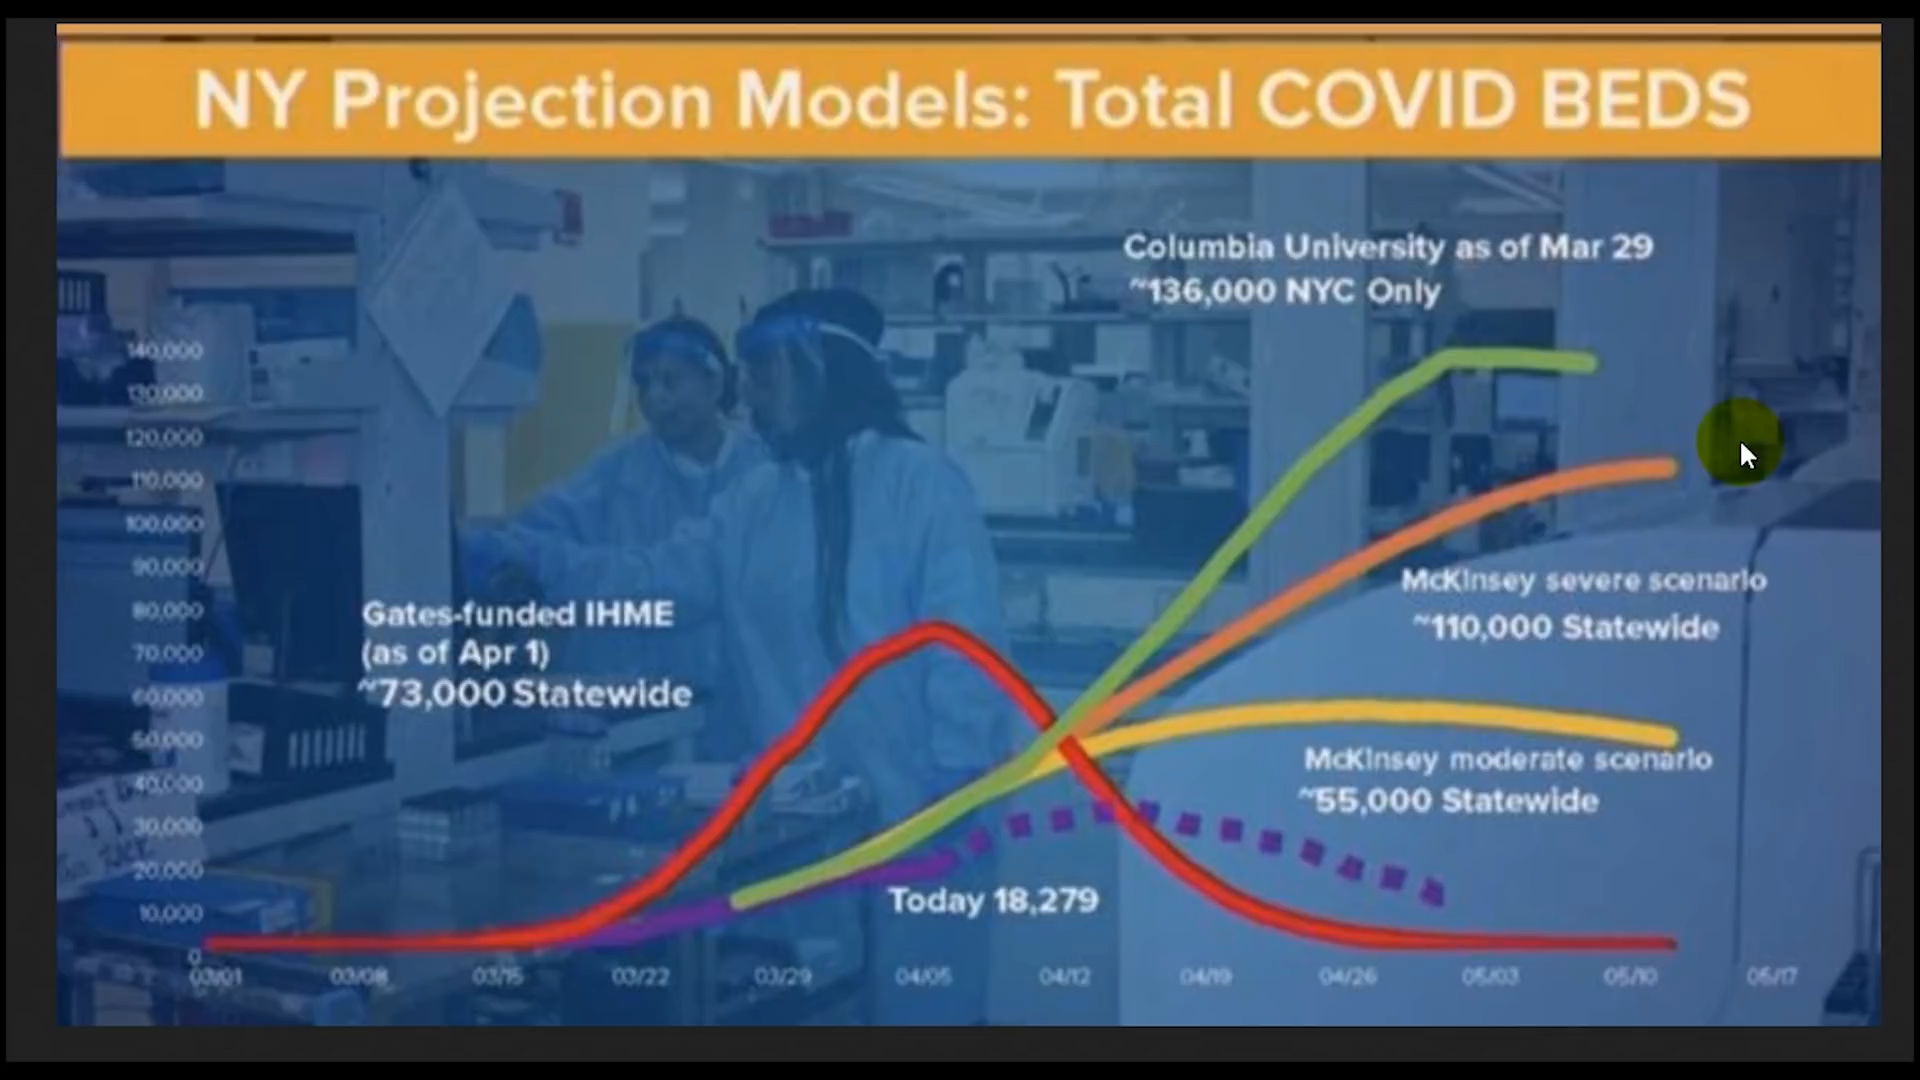 NY Projection Models: Total COVID BEDS
Columbia University as of Mar 29
~136,000 NYC Only
140,000
130,000
120,000
110,000
100,000
90,000
80,000
70,000
60,000
50,000
40,000
30,000
20,000
10,000
0
Gates-funded IHME
(as of Apr 1)
~73,000 Statewide
McKinsey severe scenario
~110,000 Statewide
McKinsey moderate scenario
~55,000 Statewide
Today 18,279
03/01 03/08 03/15 03/22 03/29 04/05 04/12 04/19 04/26 05/03 05/10 05/17